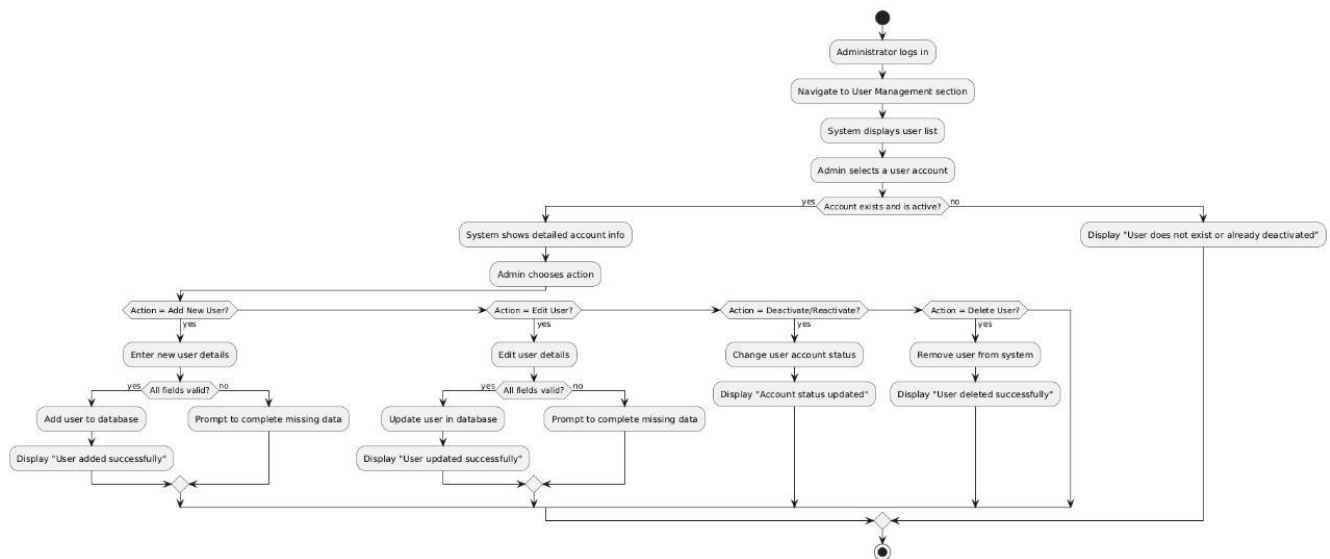 Administrator logs in
Navigate to User Management section
System displays user list
Admin selects a user account
yes
Account exists and is active?
no
System shows detailed account info
Display "User does not exist or already deactivated"
Admin chooses action
Action = Add New User?
Action = Edit User?
Action = Deactivate/Reactivate?
Action = Delete User?
yes
yes
yes
yes
Enter new user details
Edit user details
Change user account status
Remove user from system
yes
All fields valid?
no
yes
All fields valid?
no
Display "Account status updated"
Display "User deleted successfully"
Add user to database
Prompt to complete missing data
Update user in database
Prompt to complete missing data
Display "User added successfully"
Display "User updated successfully"